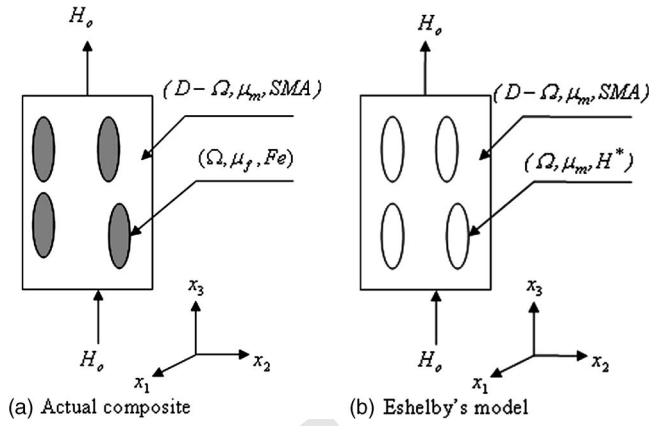 H_o
(D-Ω, μ_m, SMA)
(Ω, μ_f, Fe)
x_3
H_o
x_1
x_2
(a) Actual composite
H_o
(D-Ω, μ_m, SMA)
(Ω, μ_m, H*)
x_3
H_o
x_1
x_2
(b) Eshelby's model